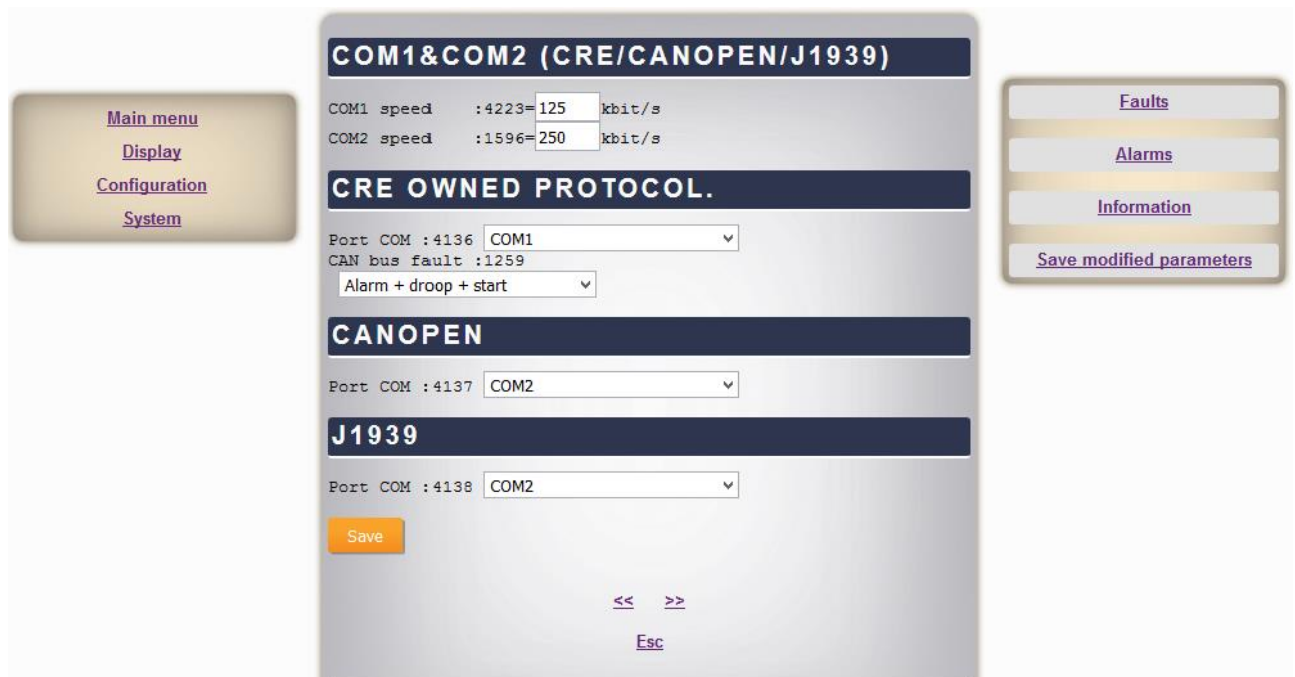 Main menu
Display
Configuration
System
COM1&COM2 (CRE/CANOPEN/J1939)
COM1 speed :4223= 125 kbit/s
COM2 speed :1596= 250 kbit/s
CRE OWNED PROTOCOL.
Port COM :4136 COM1
CAN bus fault :1259
Alarm + droop + start
CANOPEN
Port COM :4137 COM2
J1939
Port COM :4138 COM2
Save
<< >>
Esc
Faults
Alarms
Information
Save modified parameters